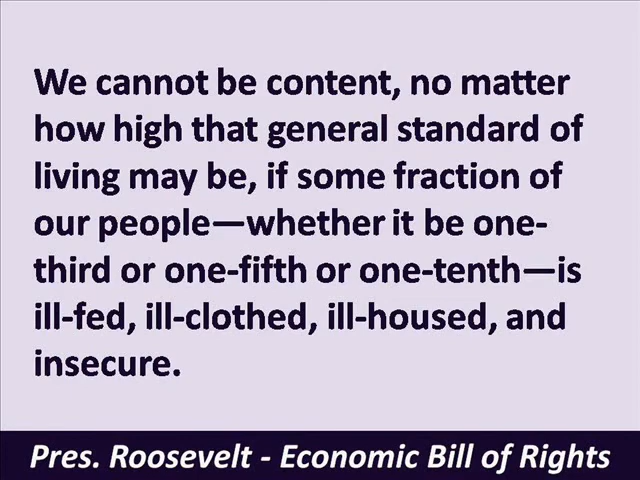 We cannot be content, no matter
how high that general standard of
living may be, if some fraction of
our people—whether it be one-
third or one-fifth or one-tenth—is
ill-fed, ill-clothed, ill-housed, and
insecure.
Pres. Roosevelt - Economic Bill of Rights